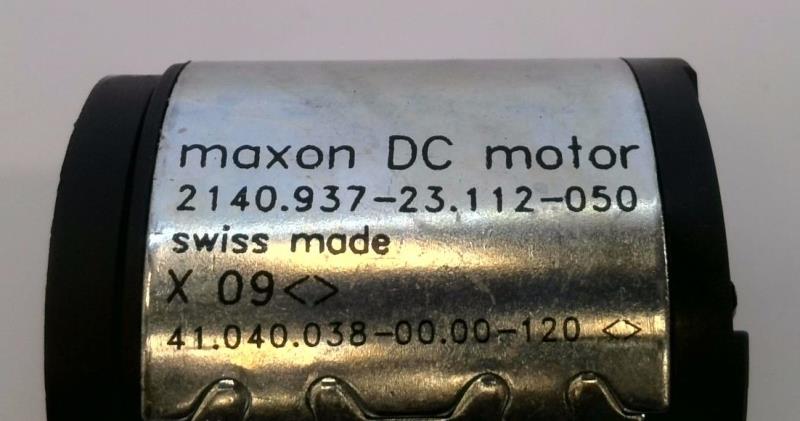 maxon DC motor
2140.937-23.112-050
swiss made
X 09<>
41.040.038-00.00-120 <>